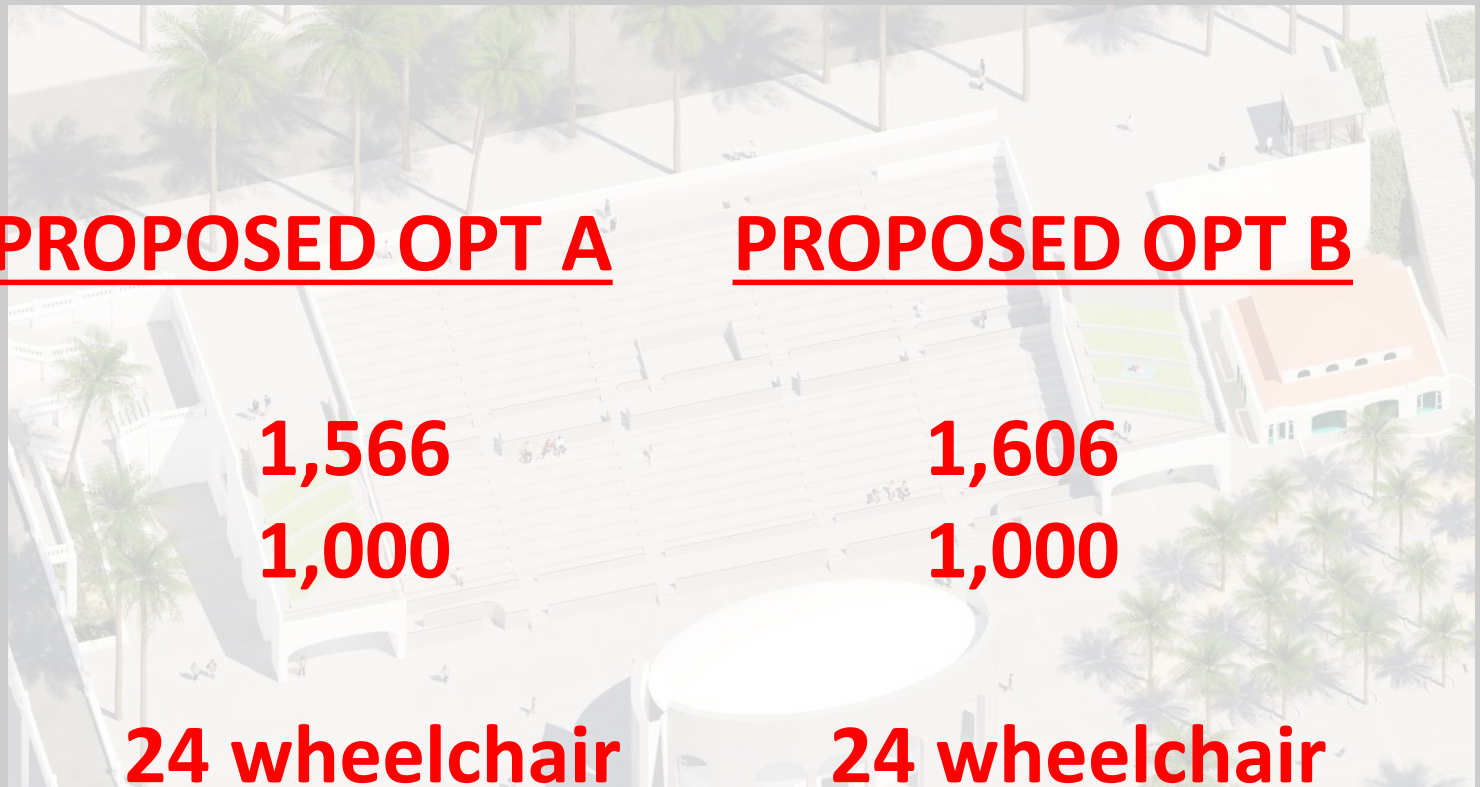 PROPOSED OPT A PROPOSED OPT B
1,566 1,606
1,000 1,000
24 wheelchair 24 wheelchair